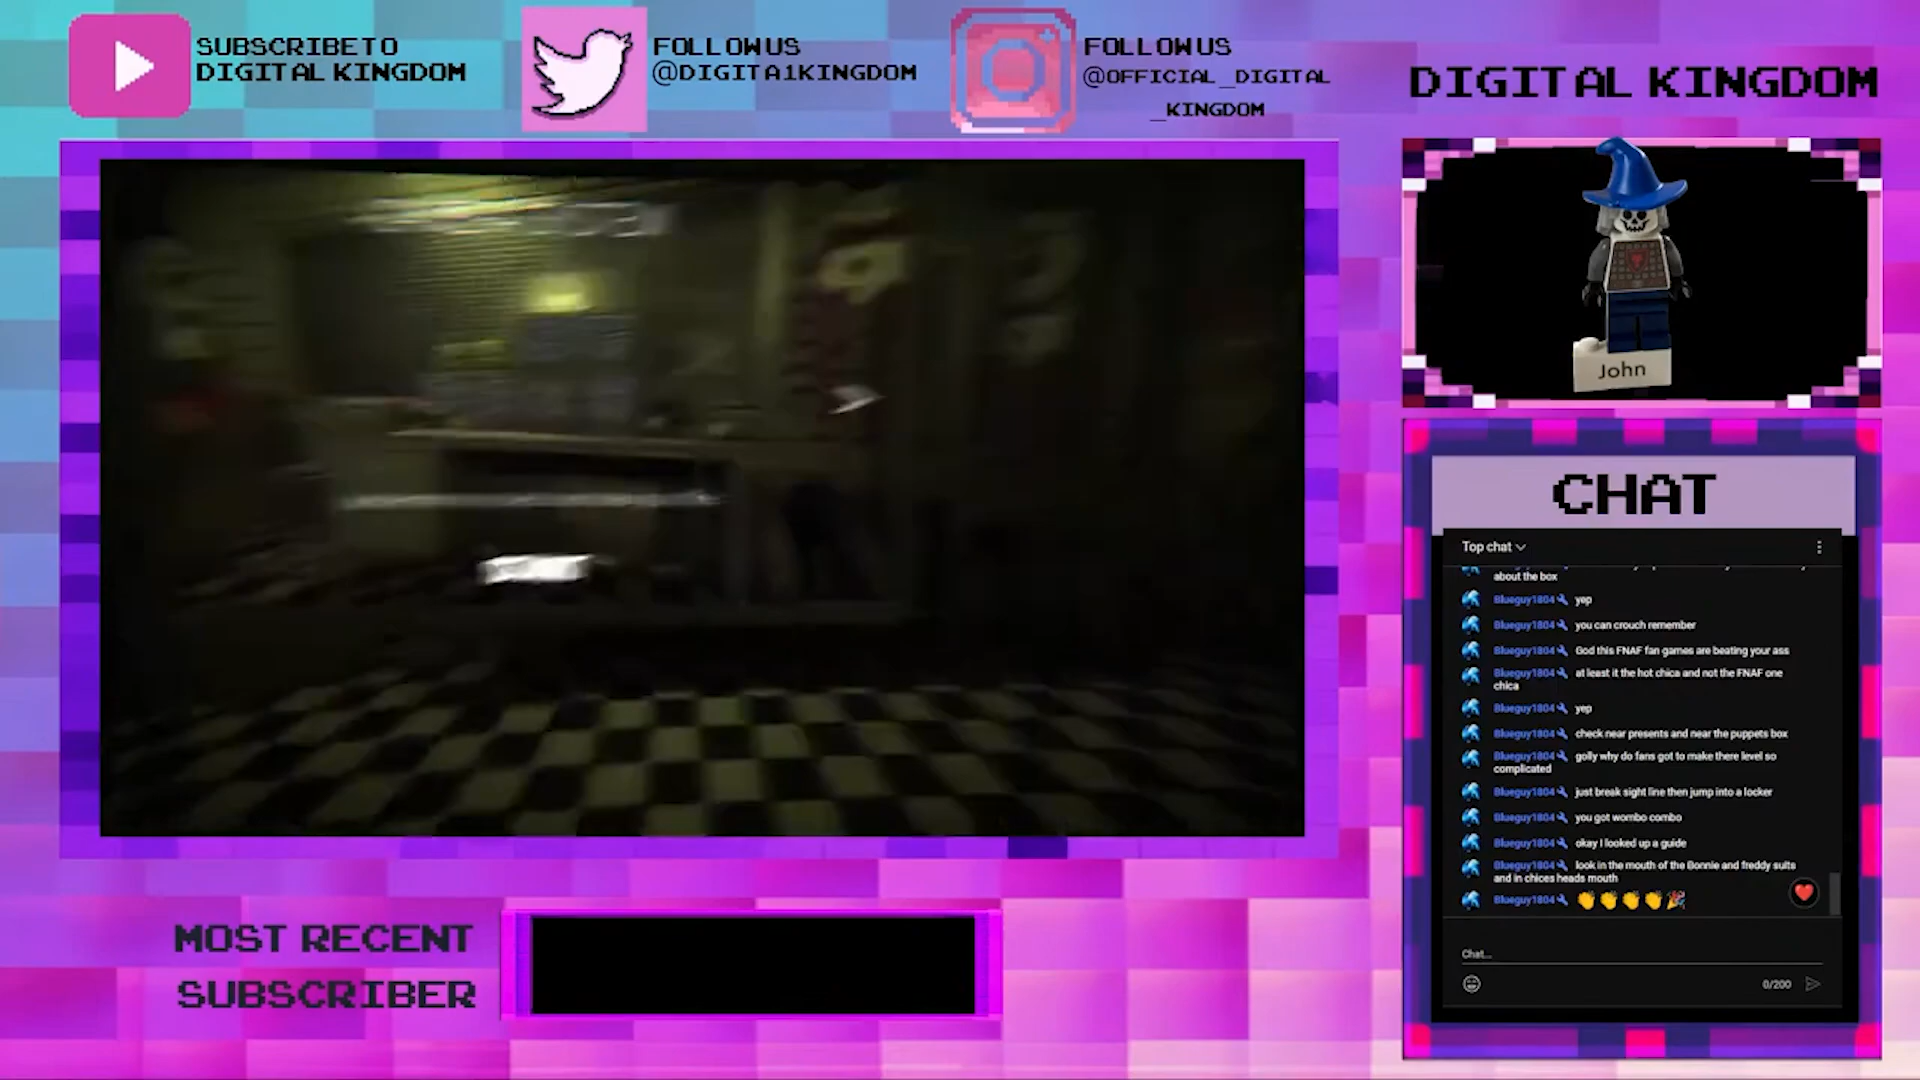 SUBSCRIBE TO
DIGITAL KINGDOM
FOLLOW US
@DIGITA1KINGDOM
FOLLOW US
@OFFICIAL_DIGITAL
_KINGDOM
DIGITAL KINGDOM
John
CHAT
Top chat
about the box
Blueguy1804 yep
Blueguy1804 you can crouch remember
Blueguy1804 God this FNAF fan games are beating your ass
Blueguy1804 at least it the hot chica and not the FNAF one
chica
Blueguy1804 yep
Blueguy1804 check near presents and near the puppets box
Blueguy1804 golly why do fans got to make there level so
complicated
Blueguy1804 just break sight line then jump into a locker
Blueguy1804 you got wombo combo
Blueguy1804 okay I looked up a guide
Blueguy1804 look in the mouth of the Bonnie and freddy suits
and in chices heads mouth
Blueguy1804 👏👏👏👏🎉
Chat...
0/200
MOST RECENT
SUBSCRIBER